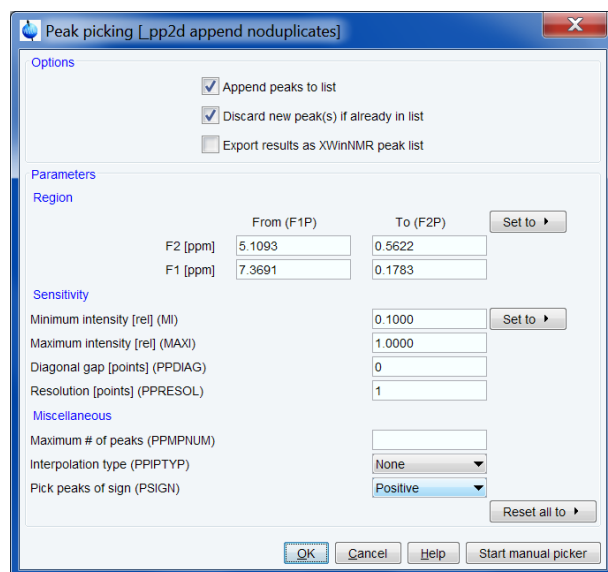 Peak picking [_pp2d append noduplicates]
X
Options
Append peaks to list
Discard new peak(s) if already in list
Export results as XWinNMR peak list
Parameters
Region
From (F1P) To (F2P) Set to
F2 [ppm] 5.1093 0.5622
F1 [ppm] 7.3691 0.1783
Sensitivity
Minimum intensity [rel] (MI) 0.1000 Set to
Maximum intensity [rel] (MAXI) 1.0000
Diagonal gap [points] (PPDIAG) 0
Resolution [points] (PPRESOL) 1
Miscellaneous
Maximum # of peaks (PPMPNUM)
Interpolation type (PPIPTYP) None
Pick peaks of sign (PSIGN) Positive
Reset all to
OK Cancel Help Start manual picker